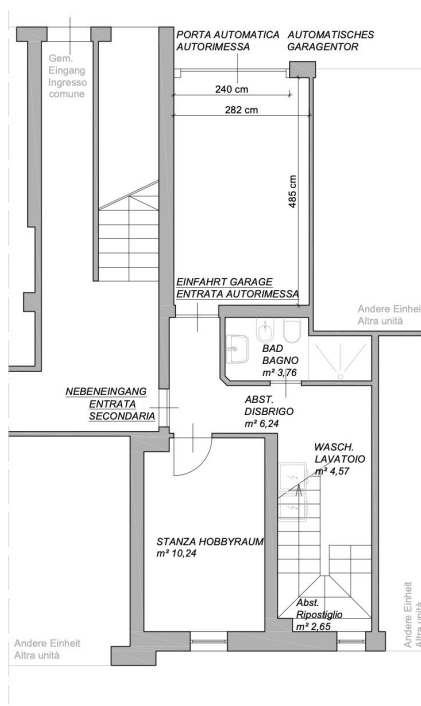 PORTA AUTOMATICA
AUTORIMESSA
AUTOMATISCHES
GARAGENTOR
Gem.
Eingang
Ingresso
comune
240 cm
282 cm
485 cm
EINFAHRT GARAGE
ENTRATA AUTORIMESSA
Andere Einheit
Altra unità
BAD
BAGNO
m² 3,76
NEBENEINGANG
ENTRATA
SECONDARIA
ABST.
DISBRIGO
m² 6,24
WASCH.
LAVATOIO
m² 4,57
STANZA HOBBYRAUM
m² 10,24
Abst.
Ripostiglio
m² 2,65
Andere Einheit
Altra unità
Andere Einheit
Altra unità